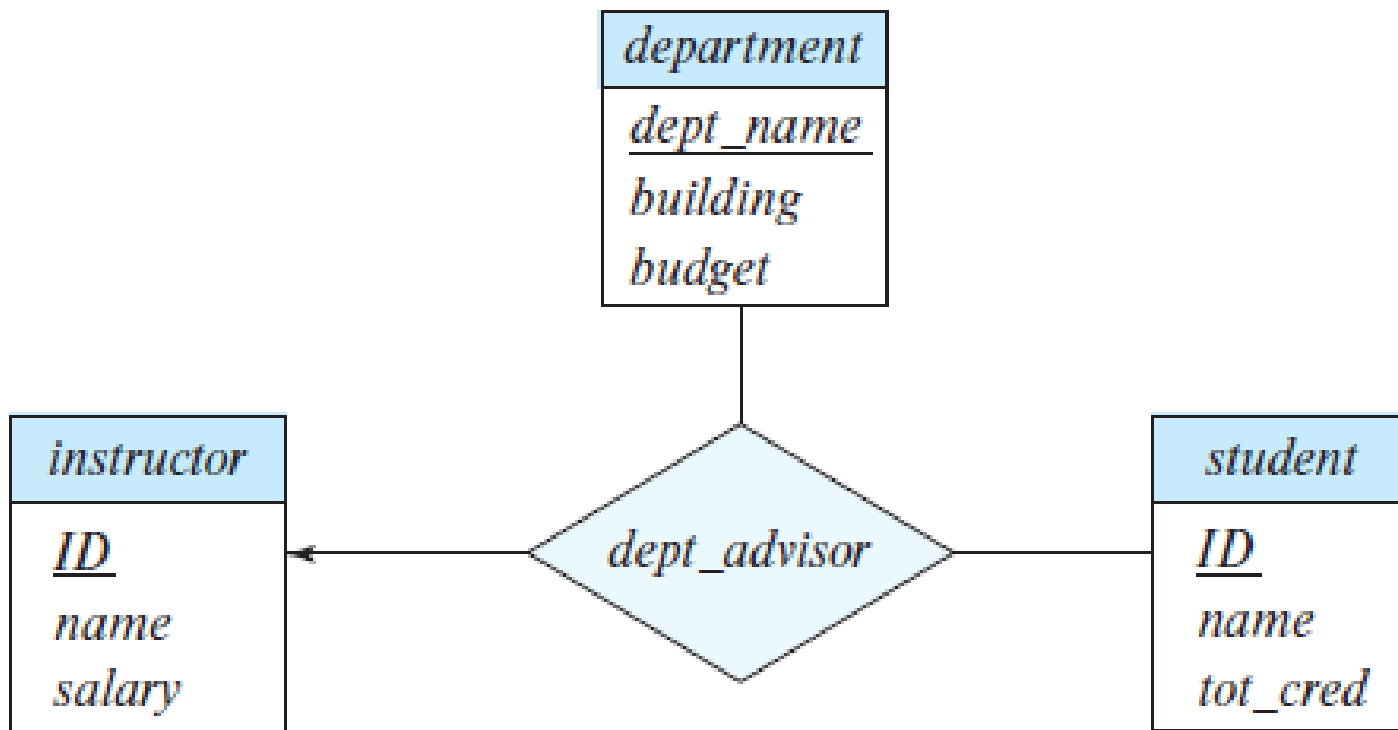 department
dept_name
building
budget
instructor
ID
name
salary
dept_advisor
student
ID
name
tot_cred